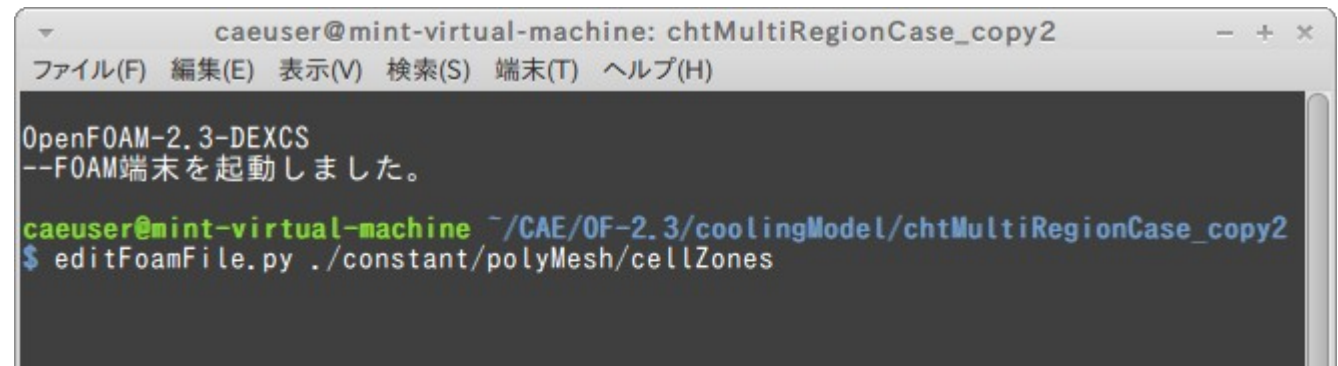 caeuser@mint-virtual-machine: chtMultiRegionCase_copy2
ファイル(F) 編集(E) 表示(V) 検索(S) 端末(T) ヘルプ(H)
OpenFOAM-2.3-DEXCS
--FOAM端末を起動しました。
caeuser@mint-virtual-machine ~/CAE/OF-2.3/coolingModel/chtMultiRegionCase_copy2
$ editFoamFile.py ./constant/polyMesh/cellZones